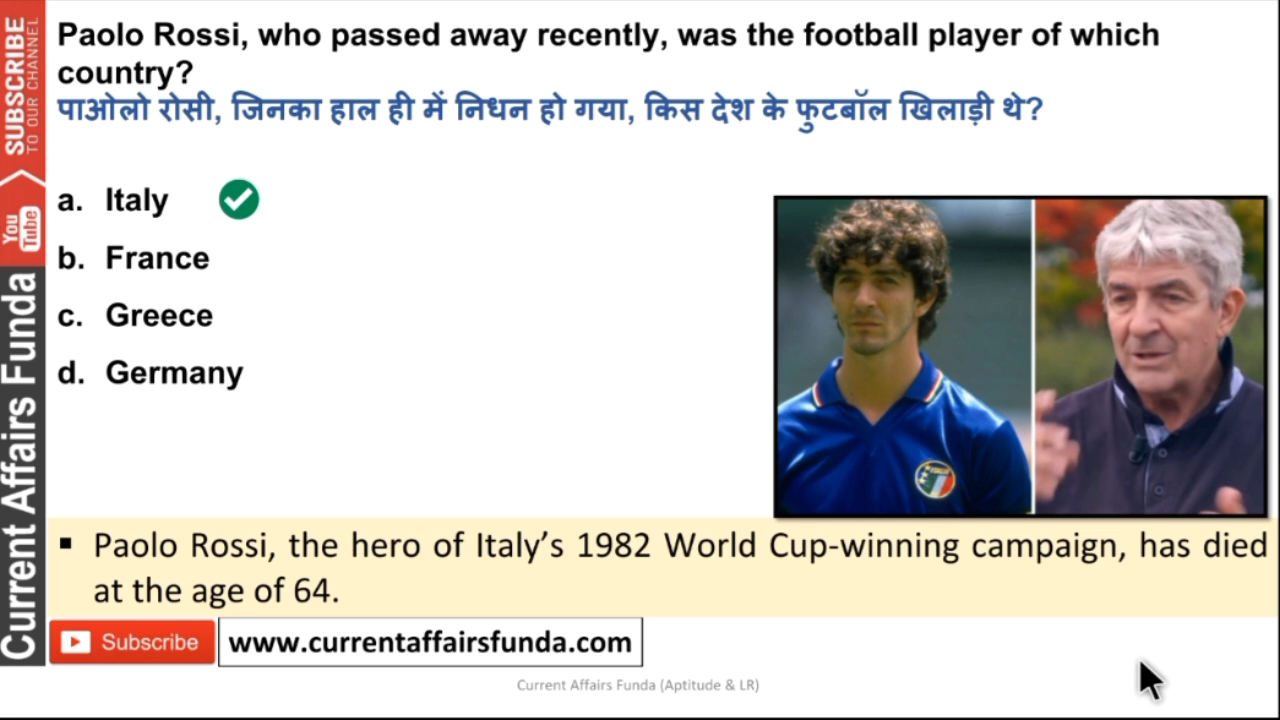 SUBSCRIBE
TO OUR CHANNEL
You
Tube
Current Affairs Funda
Paolo Rossi, who passed away recently, was the football player of which
country?
पाओलो रोसी, जिनका हाल ही में निधन हो गया, किस देश के फुटबॉल खिलाड़ी थे?
a. Italy
b. France
c. Greece
d. Germany
ITALIA
▪ Paolo Rossi, the hero of Italy’s 1982 World Cup-winning campaign, has died
at the age of 64.
Subscribe
www.currentaffairsfunda.com
Current Affairs Funda (Aptitude & LR)